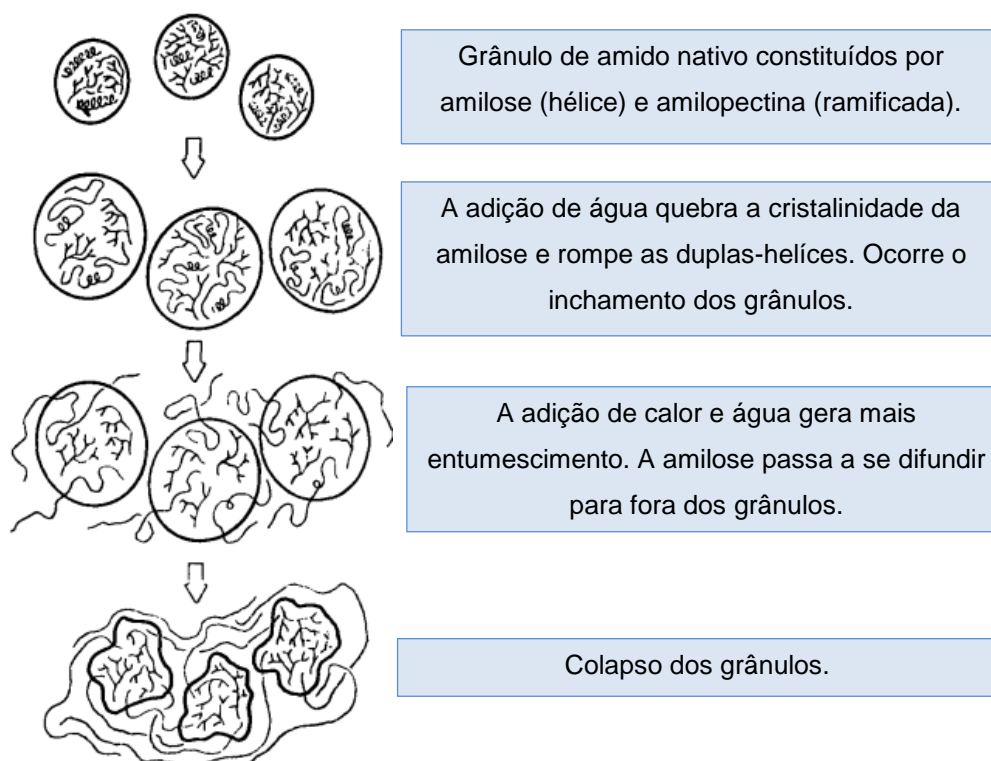 Grânulo de amido nativo constituídos por
amilose (hélice) e amilopectina (ramificada).
A adição de água quebra a cristalinidade da
amilose e rompe as duplas-helíces. Ocorre o
inchamento dos grânulos.
A adição de calor e água gera mais
entumescimento. A amilose passa a se difundir
para fora dos grânulos.
Colapso dos grânulos.